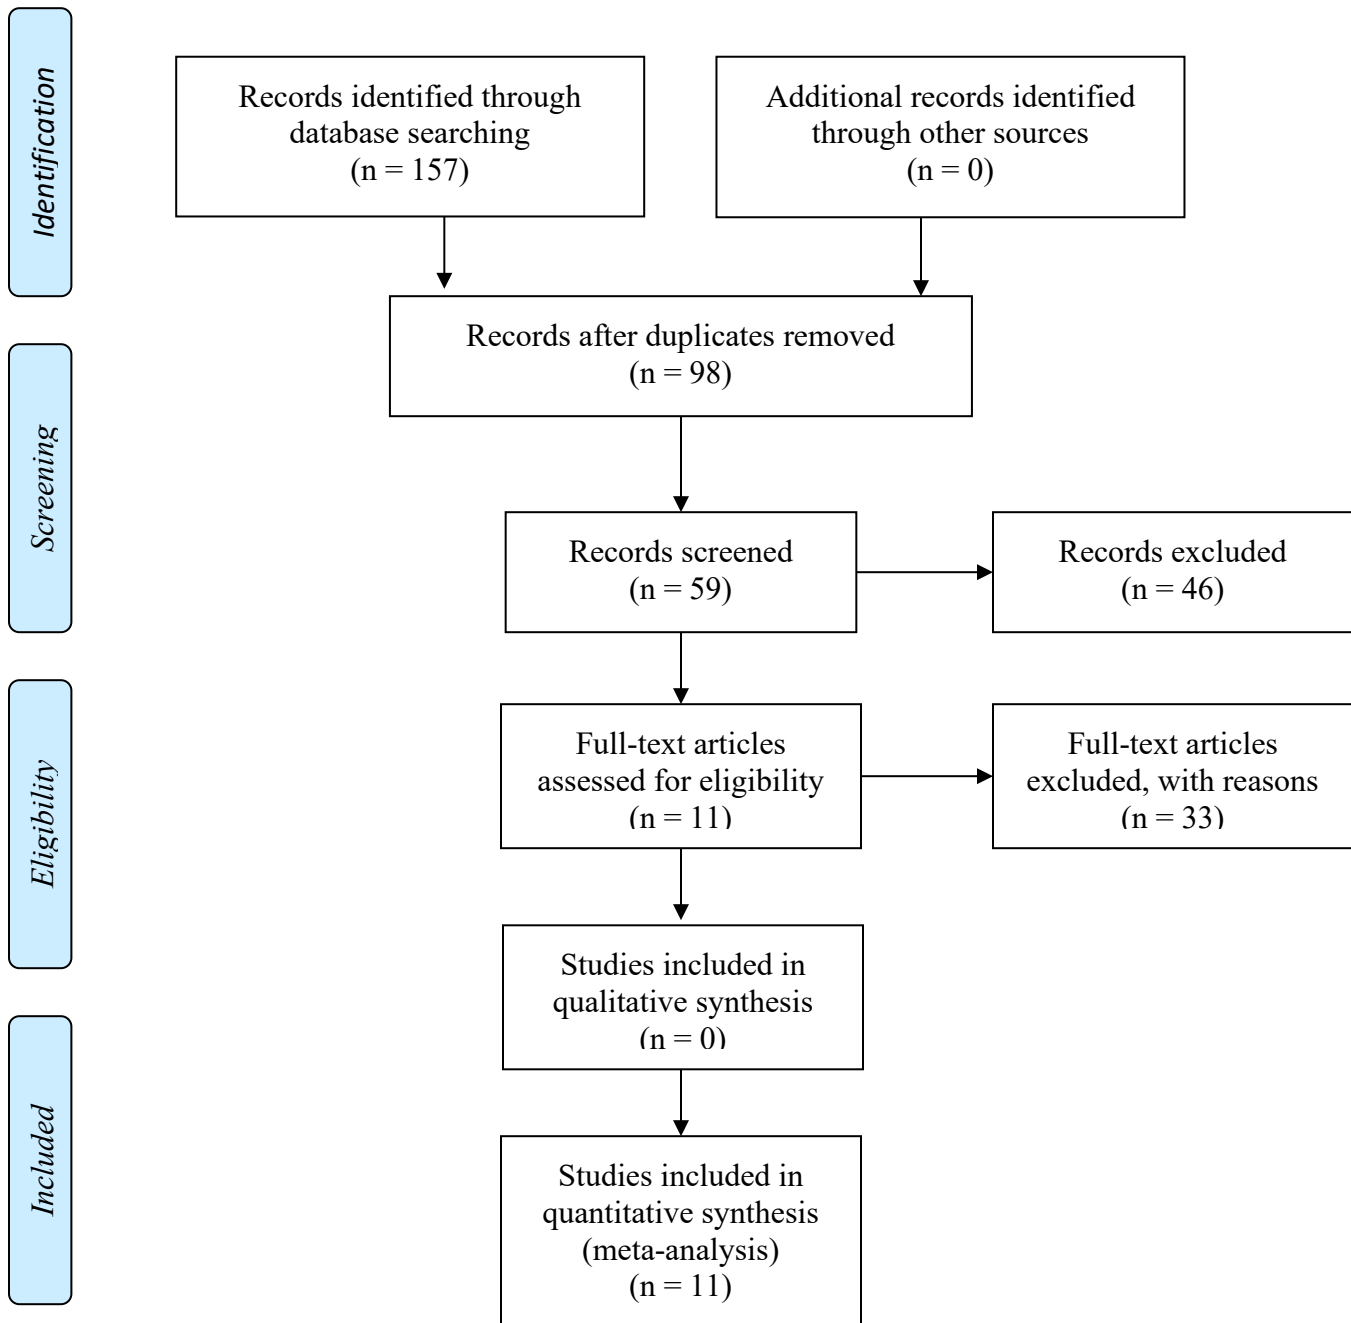 Identification
Records identified through
database searching
(n = 157)
Additional records identified
through other sources
(n = 0)
Records after duplicates removed
(n = 98)
Screening
Records screened
(n = 59)
Records excluded
(n = 46)
Eligibility
Full-text articles
assessed for eligibility
(n = 11)
Full-text articles
excluded, with reasons
(n = 33)
Studies included in
qualitative synthesis
(n = 0)
Included
Studies included in
quantitative synthesis
(meta-analysis)
(n = 11)